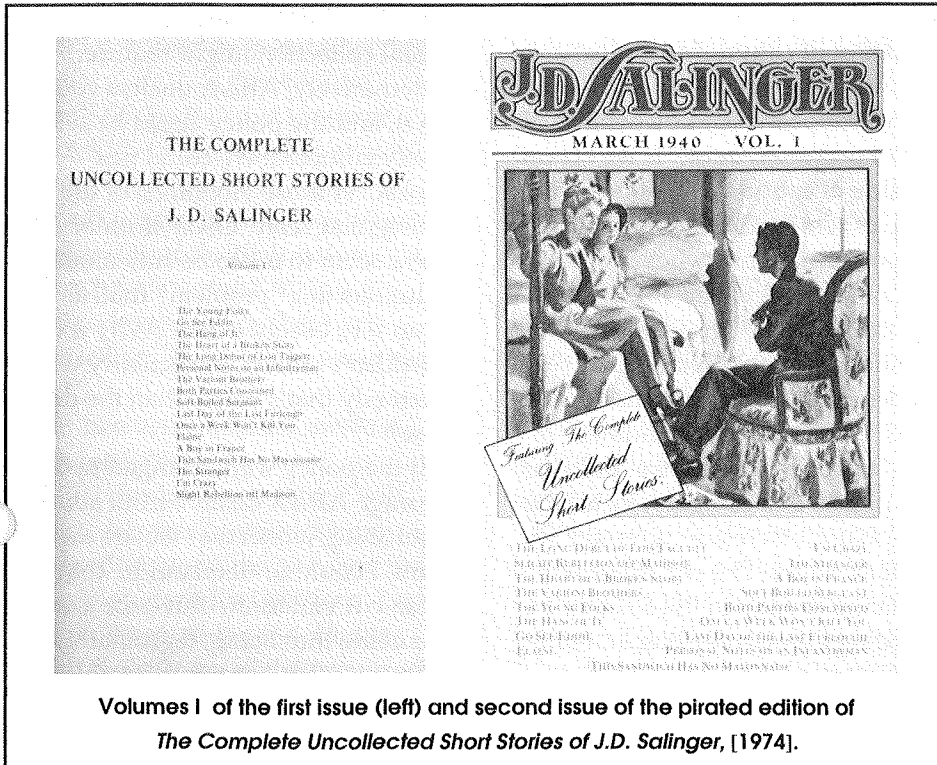 THE COMPLETE
UNCOLLECTED SHORT STORIES OF
J. D. SALINGER
Volume I
The Young Folks
Go See Eddie
The Hang of It
The Heart of a Broken Story
The Long Debut of Lois Taggett
Personal Notes on an Infantryman
The Varioni Brothers
Both Parties Concerned
Soft-Boiled Sergeant
Last Day of the Last Furlough
Once a Week Won't Kill You
Elaine
A Boy in France
This Sandwich Has No Mayonnaise
The Stranger
I'm Crazy
Slight Rebellion off Madison
J.D. SALINGER
MARCH 1940 VOL. 1
Featuring The Complete
Uncollected
Short Stories:
THE LONG DEBUT OF LOIS TAGGETT I'M CRAZY
SLIGHT REBELLION OFF MADISON THE STRANGER
THE HEART OF A BROKEN STORY A BOY IN FRANCE
THE VARIONI BROTHERS SOFT BOILED SERGEANT
THE YOUNG FOLKS BOTH PARTIES CONCERNED
THE HANG OF IT ONCE A WEEK WON'T KILL YOU
GO SEE EDDIE LAST DAY OF THE LAST FURLOUGH
ELAINE PERSONAL NOTES OF AN INFANTRYMAN
THIS SANDWICH HAS NO MAYONNAISE
Volumes I of the first issue (left) and second issue of the pirated edition of
The Complete Uncollected Short Stories of J.D. Salinger, [1974].